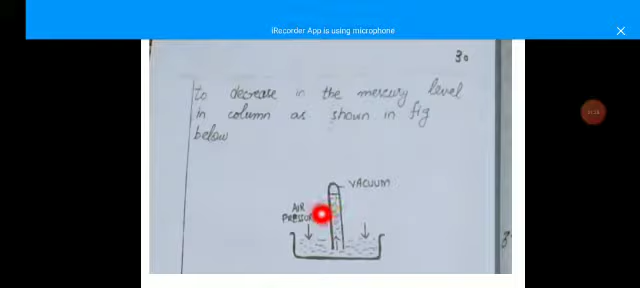 iRecorder App is using microphone
30
to decrease in the mercury level
in column as shown in fig
below
VACUUM
AIR
PRESSURE